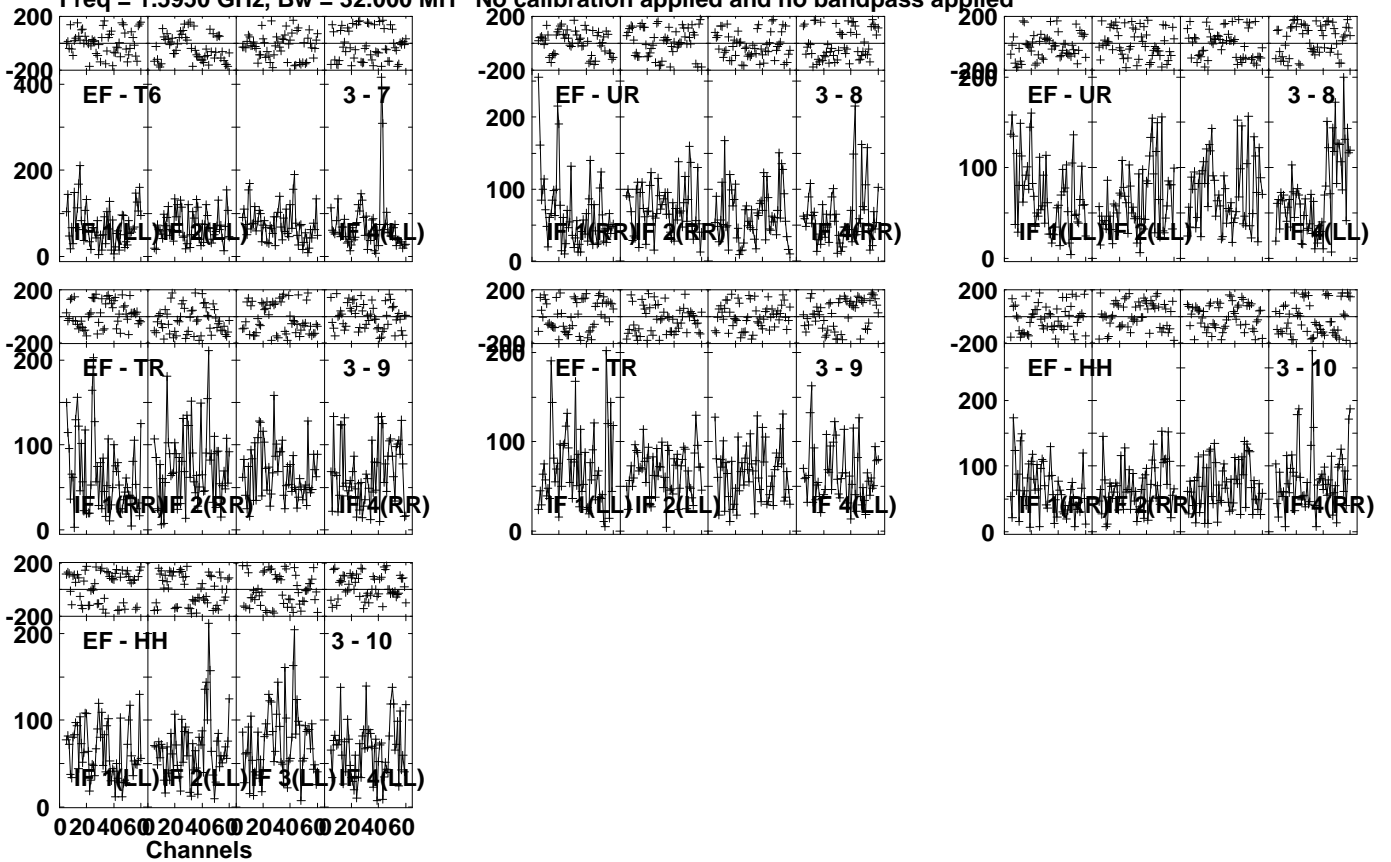 Freq = 1.5950 GHz, Bw = 32.000 MH No calibration applied and no bandpass applied
200
-200
400
200
0
EF - T6
3 - 7
IF 1(LL)
IF 2(LL)
IF 4(LL)
200
-200
200
100
0
EF - UR
3 - 8
IF 1(RR)
IF 2(RR)
IF 4(RR)
200
-200
200
100
0
EF - UR
3 - 8
IF 1(LL)
IF 2(LL)
IF 4(LL)
200
-200
200
100
0
EF - TR
3 - 9
IF 1(RR)
IF 2(RR)
IF 4(RR)
200
-200
200
100
0
EF - TR
3 - 9
IF 1(LL)
IF 2(LL)
IF 4(LL)
200
-200
200
100
0
EF - HH
3 - 10
IF 1(RR)
IF 2(RR)
IF 4(RR)
200
-200
200
100
0
EF - HH
3 - 10
IF 1(LL)
IF 2(LL)
IF 3(LL)
IF 4(LL)
0 20 40 60 0 20 40 60 0 20 40 60 0 20 40 60
Channels